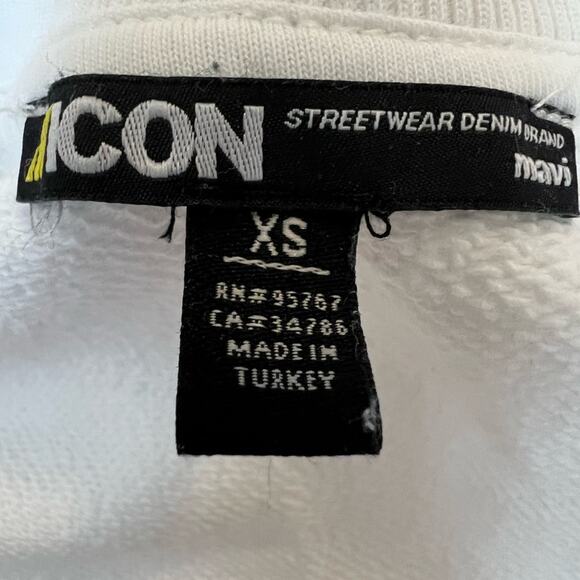 ICON
STREETWEAR DENIM BRAND
mavi
XS
RN#95767
CA#34786
MADE IN
TURKEY